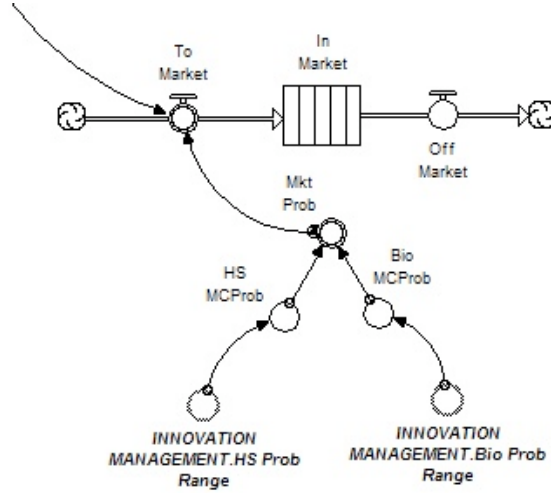 To
Market
In
Market
Off
Market
Mkt
Prob
HS
MCProb
Bio
MCProb
INNOVATION
MANAGEMENT.HS Prob
Range
INNOVATION
MANAGEMENT.Bio Prob
Range